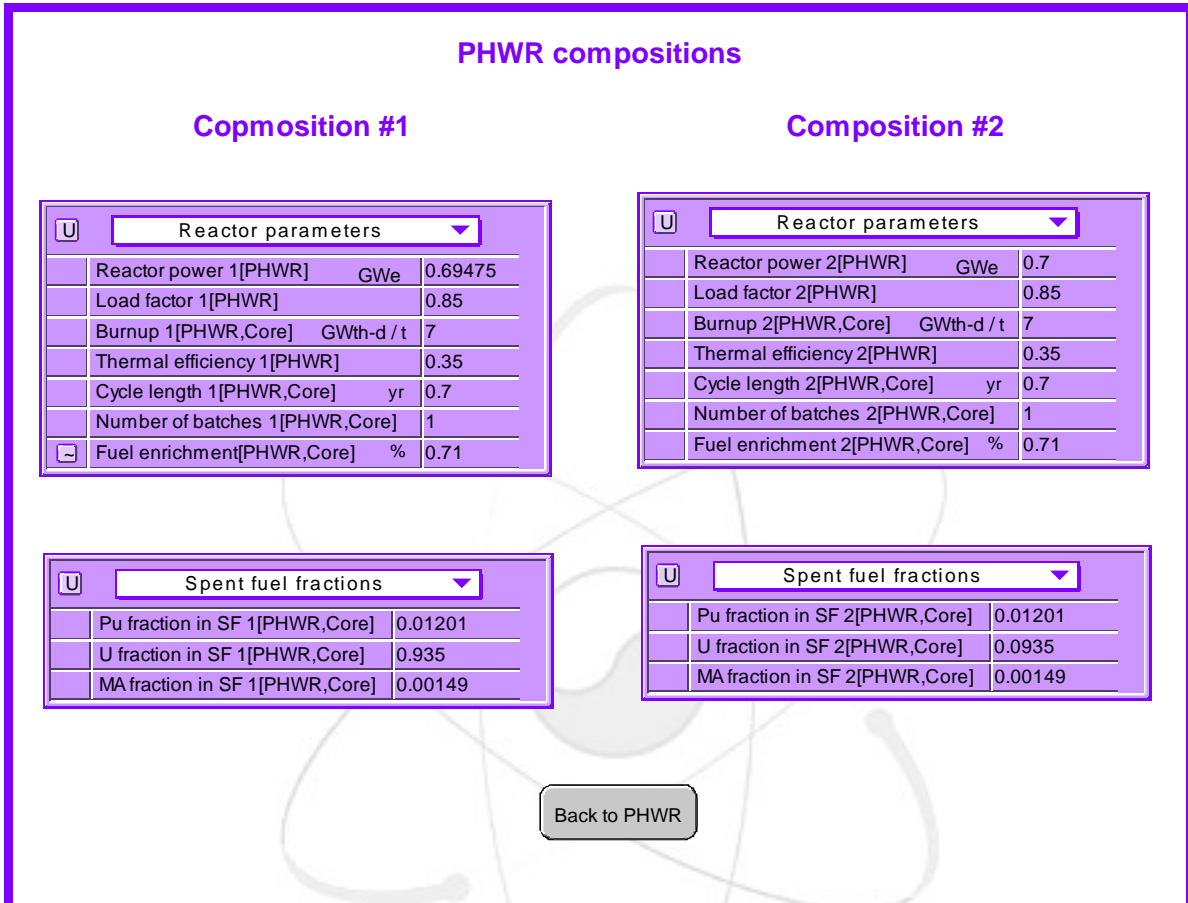 PHWR compositions
Copmosition #1
U Reactor parameters
Reactor power 1[PHWR] GWe 0.69475
Load factor 1[PHWR] 0.85
Burnup 1[PHWR,Core] GWth-d / t 7
Thermal efficiency 1[PHWR] 0.35
Cycle length 1[PHWR,Core] yr 0.7
Number of batches 1[PHWR,Core] 1
~ Fuel enrichment[PHWR,Core] % 0.71
U Spent fuel fractions
Pu fraction in SF 1[PHWR,Core] 0.01201
U fraction in SF 1[PHWR,Core] 0.935
MA fraction in SF 1[PHWR,Core] 0.00149
Composition #2
U Reactor parameters
Reactor power 2[PHWR] GWe 0.7
Load factor 2[PHWR] 0.85
Burnup 2[PHWR,Core] GWth-d / t 7
Thermal efficiency 2[PHWR] 0.35
Cycle length 2[PHWR,Core] yr 0.7
Number of batches 2[PHWR,Core] 1
Fuel enrichment 2[PHWR,Core] % 0.71
U Spent fuel fractions
Pu fraction in SF 2[PHWR,Core] 0.01201
U fraction in SF 2[PHWR,Core] 0.0935
MA fraction in SF 2[PHWR,Core] 0.00149
Back to PHWR